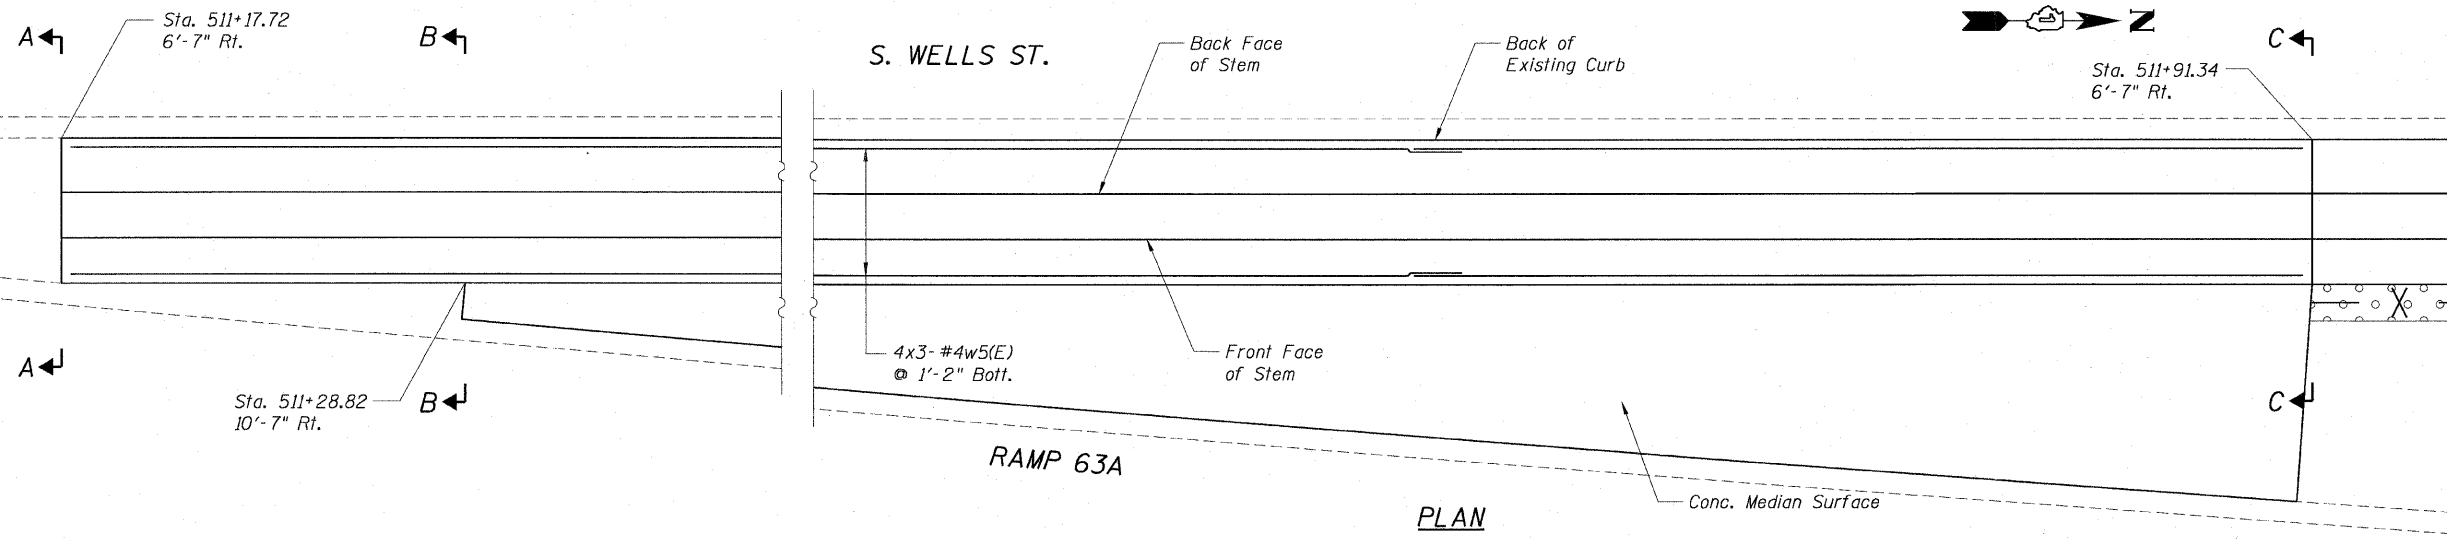 Sta. 511+17.72
6'-7" Rt.
A
B
S. WELLS ST.
Back Face
of Stem
Back of
Existing Curb
N
C
Sta. 511+91.34
6'-7" Rt.
4x3-#4w5(E)
@ 1'-2" Bott.
Front Face
of Stem
A
Sta. 511+28.82
10'-7" Rt.
B
C
RAMP 63A
Conc. Median Surface
PLAN